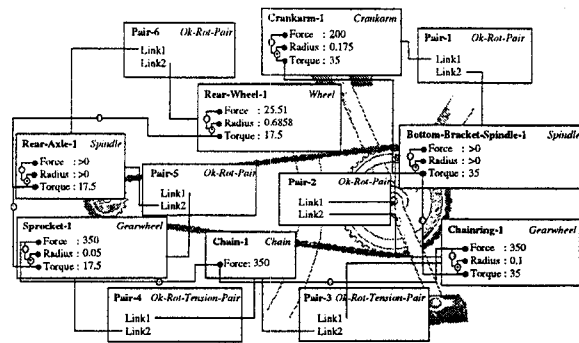 Crankarm-1 Crankarm
Force : 200
Radius : 0.175
Torque : 35
Pair-6 Ok-Rot-Pair
Link1
Link2
Pair-1 Ok-Rot-Pair
Link1
Link2
Rear-Wheel-1 Wheel
Force : 25.51
Radius : 0.6858
Torque : 17.5
Rear-Axle-1 Spindle
Force : >0
Radius : >0
Torque : 17.5
Bottom-Bracket-Spindle-1 Spindle
Force : >0
Radius : >0
Torque : 35
Pair-5 Ok-Rot-Pair
Link1
Link2
Pair-2 Ok-Rot-Pair
Link1
Link2
Sprocket-1 Gearwheel
Force : 350
Radius : 0.05
Torque : 17.5
Chain-1 Chain
Force: 350
Chainring-1 Gearwheel
Force : 350
Radius : 0.1
Torque : 35
Pair-4 Ok-Rot-Tension-Pair
Link1
Link2
Pair-3 Ok-Rot-Tension-Pair
Link1
Link2